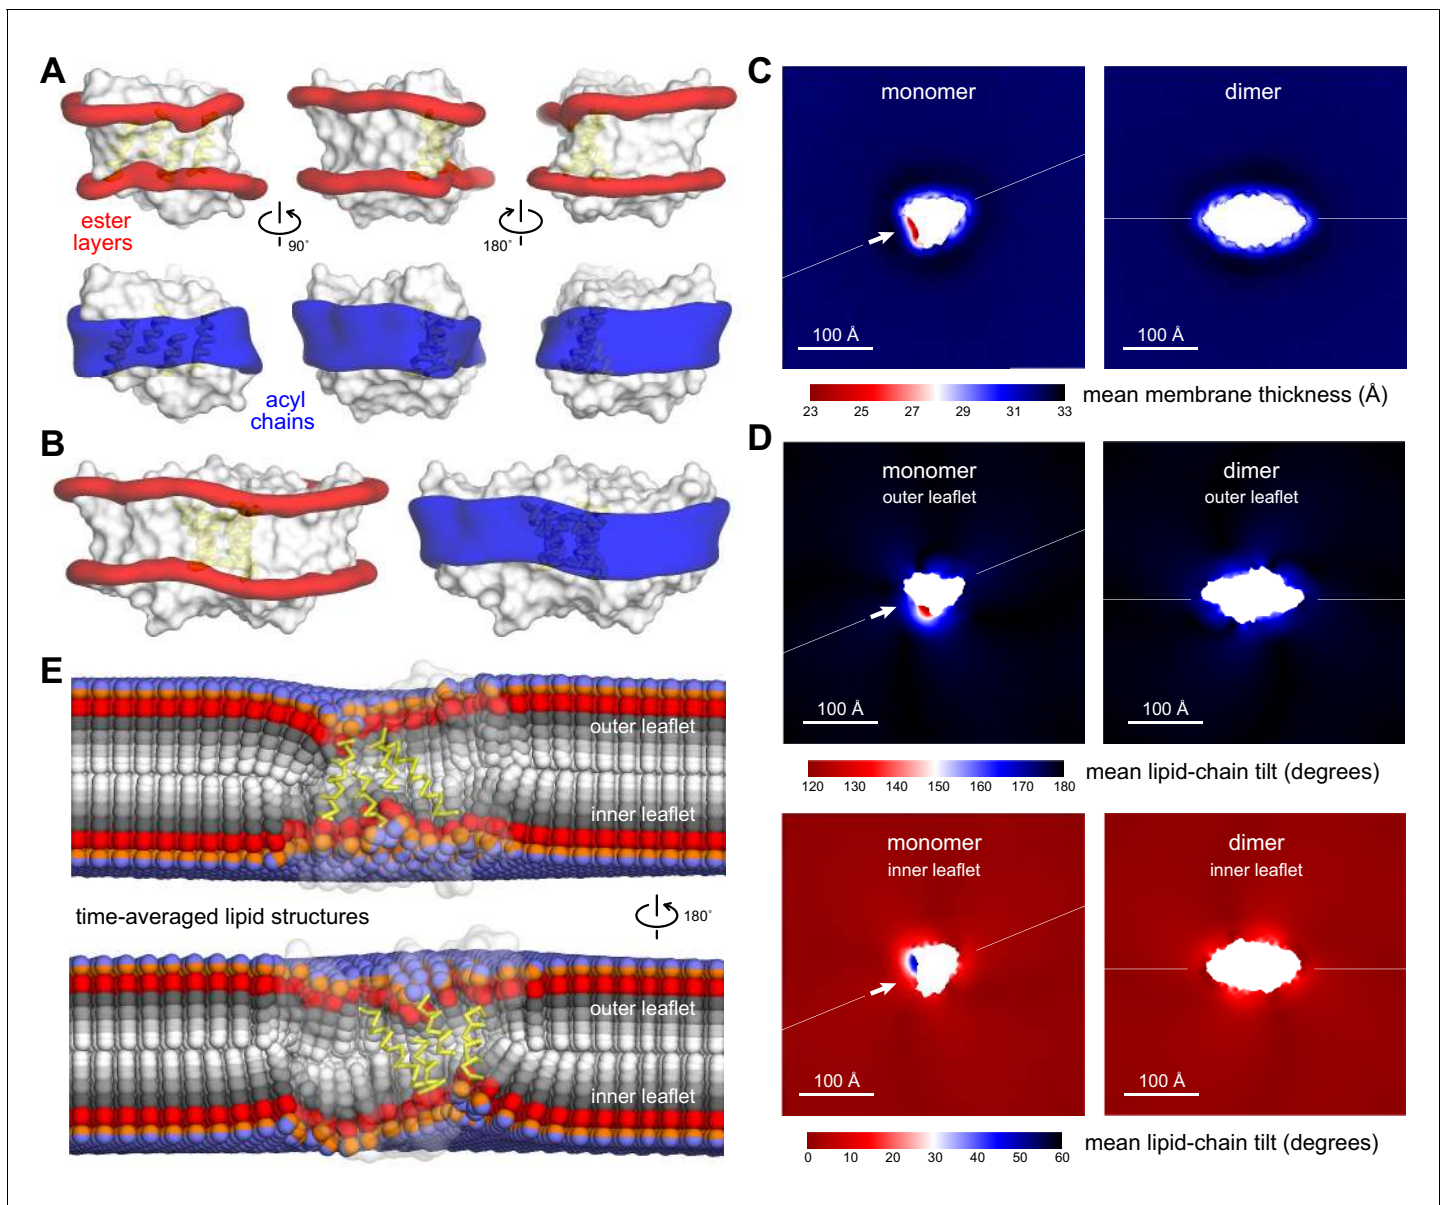 A
ester
layers
90°
180°
acyl
chains
B
C
monomer
dimer
100 Å
100 Å
23 25 27 29 31 33
mean membrane thickness (Å)
D
monomer
outer leaflet
dimer
outer leaflet
100 Å
100 Å
120 130 140 150 160 170 180
mean lipid-chain tilt (degrees)
monomer
inner leaflet
dimer
inner leaflet
100 Å
100 Å
0 10 20 30 40 50 60
mean lipid-chain tilt (degrees)
E
outer leaflet
inner leaflet
time-averaged lipid structures
180°
outer leaflet
inner leaflet